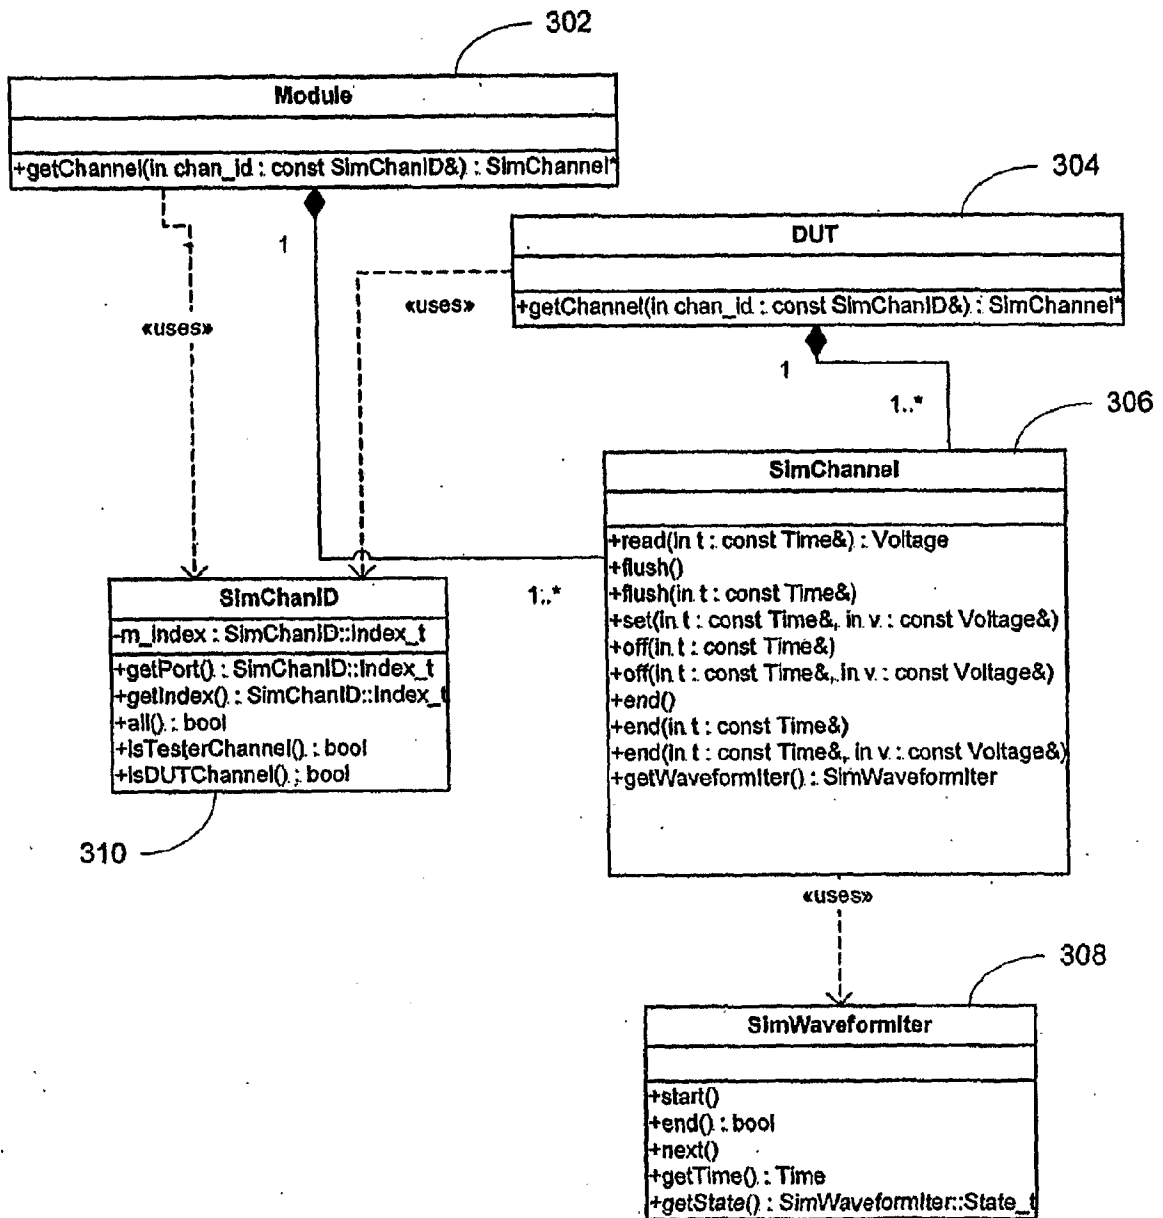 302
Module
+getChannel(in chan_id : const SimChanID&) : SimChannel*
304
1
DUT
«uses»
+getChannel(in chan_id : const SimChanID&) : SimChannel*
«uses»
1
1..*
306
SimChannel
+read(in t : const Time&) : Voltage
+flush()
+flush(in t : const Time&)
+set(in t : const Time&, in v : const Voltage&)
+off(in t : const Time&)
+off(in t : const Time&, in v : const Voltage&)
+end()
+end(in t : const Time&)
+end(in t : const Time&, in v : const Voltage&)
+getWaveformIter() : SimWaveformIter
1..*
SimChanID
-m_index : SimChanID::Index_t
+getPort() : SimChanID::Index_t
+getIndex() : SimChanID::Index_t
+all() : bool
+isTesterChannel() : bool
+isDUTChannel() : bool
310
«uses»
308
SimWaveformIter
+start()
+end() : bool
+next()
+getTime() : Time
+getState() : SimWaveformIter::State_t